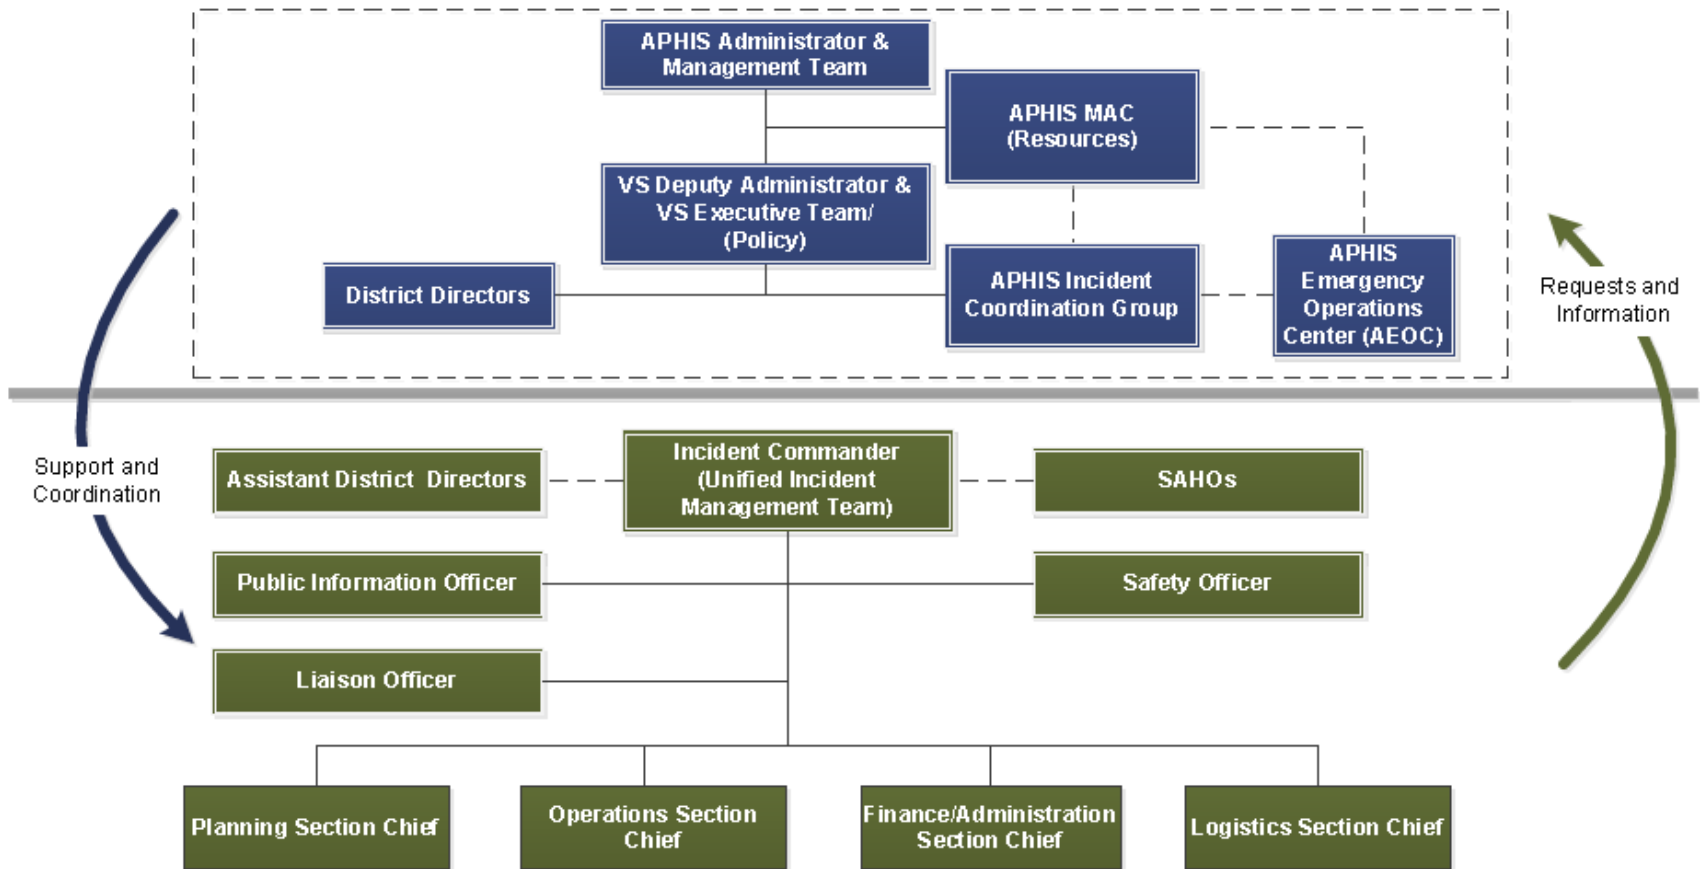 APHIS Administrator &
Management Team
APHIS MAC
(Resources)
VS Deputy Administrator &
VS Executive Team/
(Policy)
District Directors
APHIS Incident
Coordination Group
APHIS
Emergency
Operations
Center (AEOC)
Requests and
Information
Support and
Coordination
Assistant District Directors
Incident Commander
(Unified Incident
Management Team)
SAHOs
Public Information Officer
Safety Officer
Liaison Officer
Planning Section Chief
Operations Section
Chief
Finance/Administration
Section Chief
Logistics Section Chief